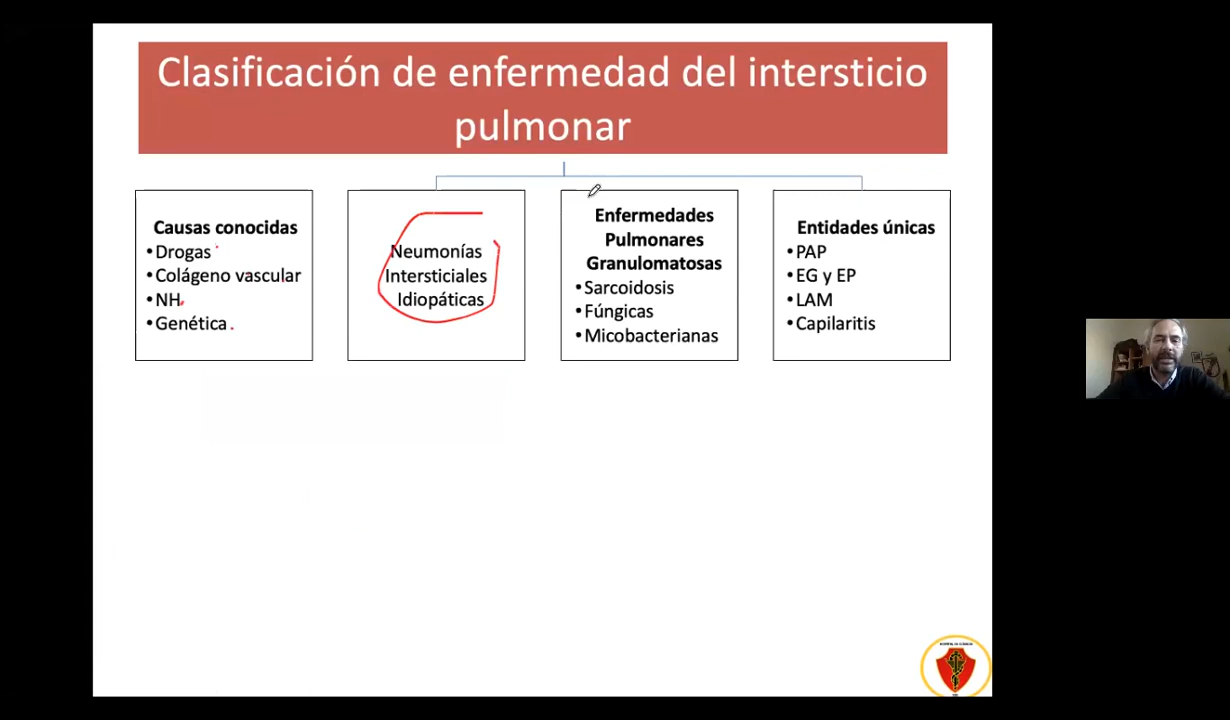 Clasificación de enfermedad del intersticio
pulmonar
Causas conocidas
•Drogas
•Colágeno vascular
•NH
•Genética
Neumonías
Intersticiales
Idiopáticas
Enfermedades
Pulmonares
Granulomatosas
•Sarcoidosis
•Fúngicas
•Micobacterianas
Entidades únicas
•PAP
•EG y EP
•LAM
•Capilaritis